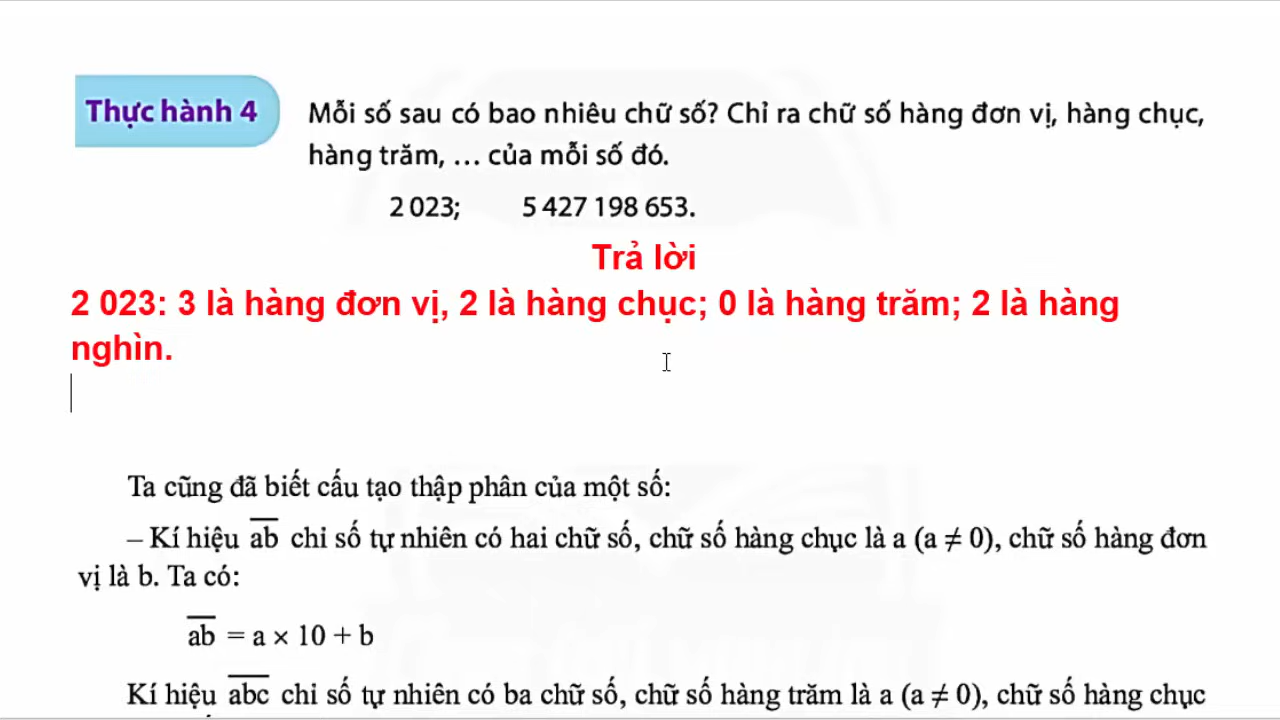 Thực hành 4
Mỗi số sau có bao nhiêu chữ số? Chỉ ra chữ số hàng đơn vị, hàng chục,
hàng trăm, … của mỗi số đó.
2 023; 5 427 198 653.
Trả lời
2 023: 3 là hàng đơn vị, 2 là hàng chục; 0 là hàng trăm; 2 là hàng
nghìn.
Ta cũng đã biết cấu tạo thập phân của một số:
– Kí hiệu a̅b̅ chỉ số tự nhiên có hai chữ số, chữ số hàng chục là a (a ≠ 0), chữ số hàng đơn
vị là b. Ta có:
a̅b̅ = a × 10 + b
Kí hiệu a̅b̅c̅ chỉ số tự nhiên có ba chữ số, chữ số hàng trăm là a (a ≠ 0), chữ số hàng chục